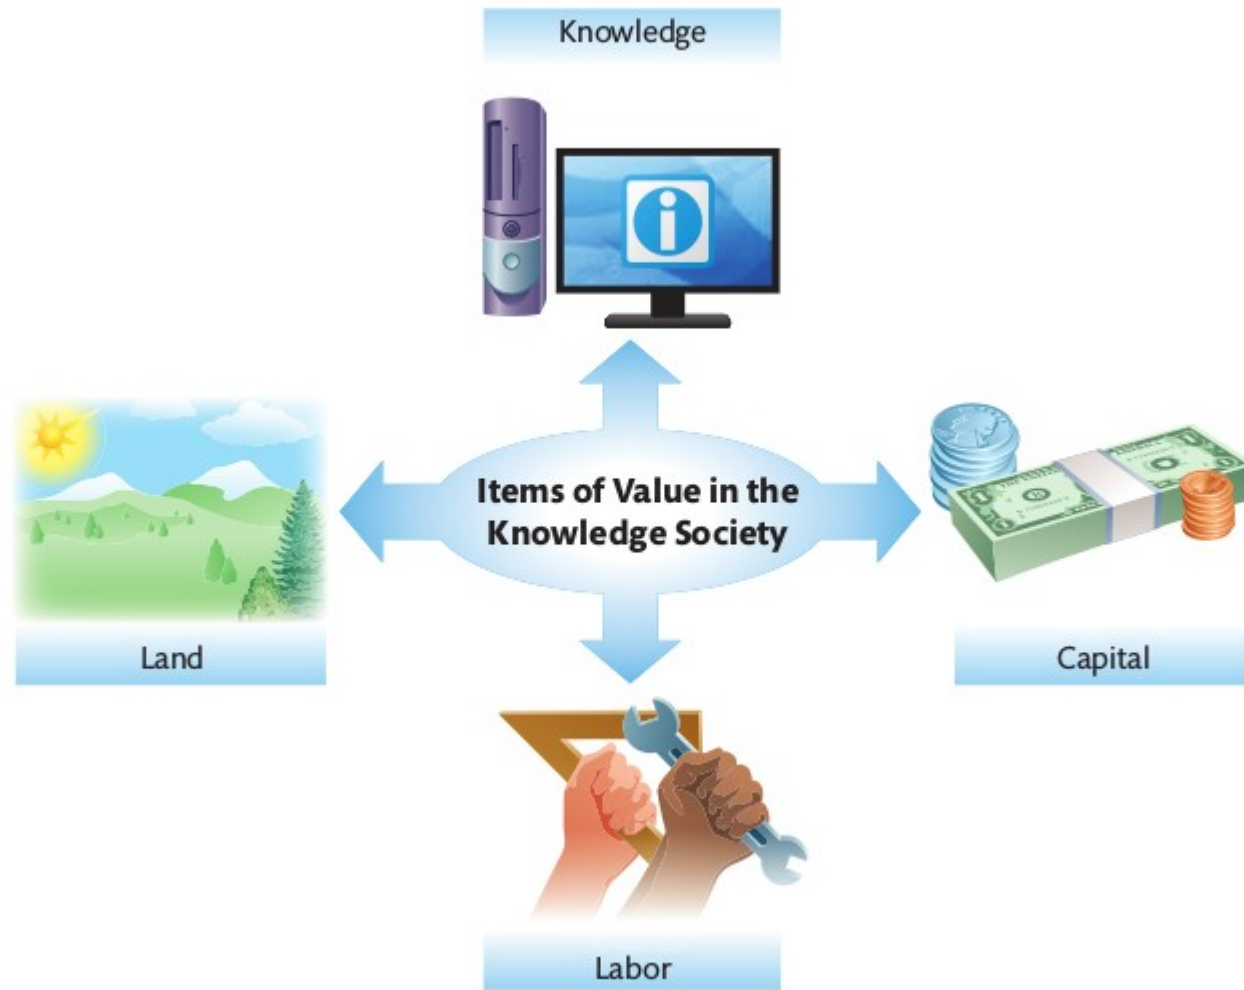 Knowledge
i
Items of Value in the
Knowledge Society
Land
Capital
Labor